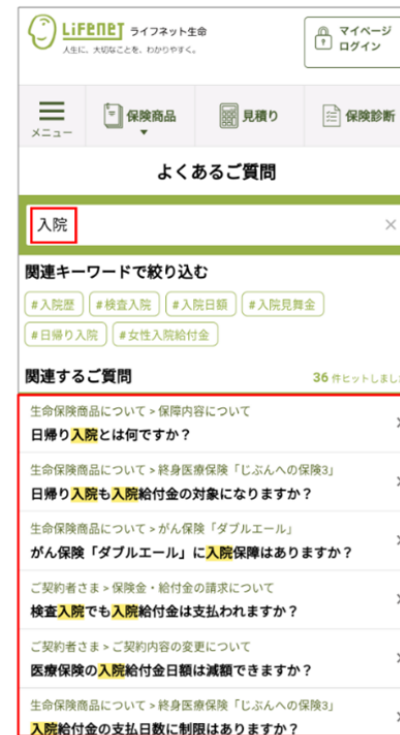 LiFENET ライフネット生命
人生に、大切なことを、わかりやすく。
マイページ
ログイン
メニュー
保険商品
見積り
保険診断
よくあるご質問
入院
関連キーワードで絞り込む
#入院歴 #検査入院 #入院日額 #入院見舞金
#日帰り入院 #女性入院給付金
関連するご質問
36 件ヒットしまし
生命保険商品について > 保障内容について
日帰り入院とは何ですか?
生命保険商品について > 終身医療保険「じぶんへの保険3」
日帰り入院も入院給付金の対象になりますか?
生命保険商品について > がん保険「ダブルエール」
がん保険「ダブルエール」に入院保障はありますか?
ご契約者さま > 保険金・給付金の請求について
検査入院でも入院給付金は支払われますか?
ご契約者さま > ご契約内容の変更について
医療保険の入院給付金日額は減額できますか?
生命保険商品について > 終身医療保険「じぶんへの保険3」
入院給付金の支払日数に制限はありますか?